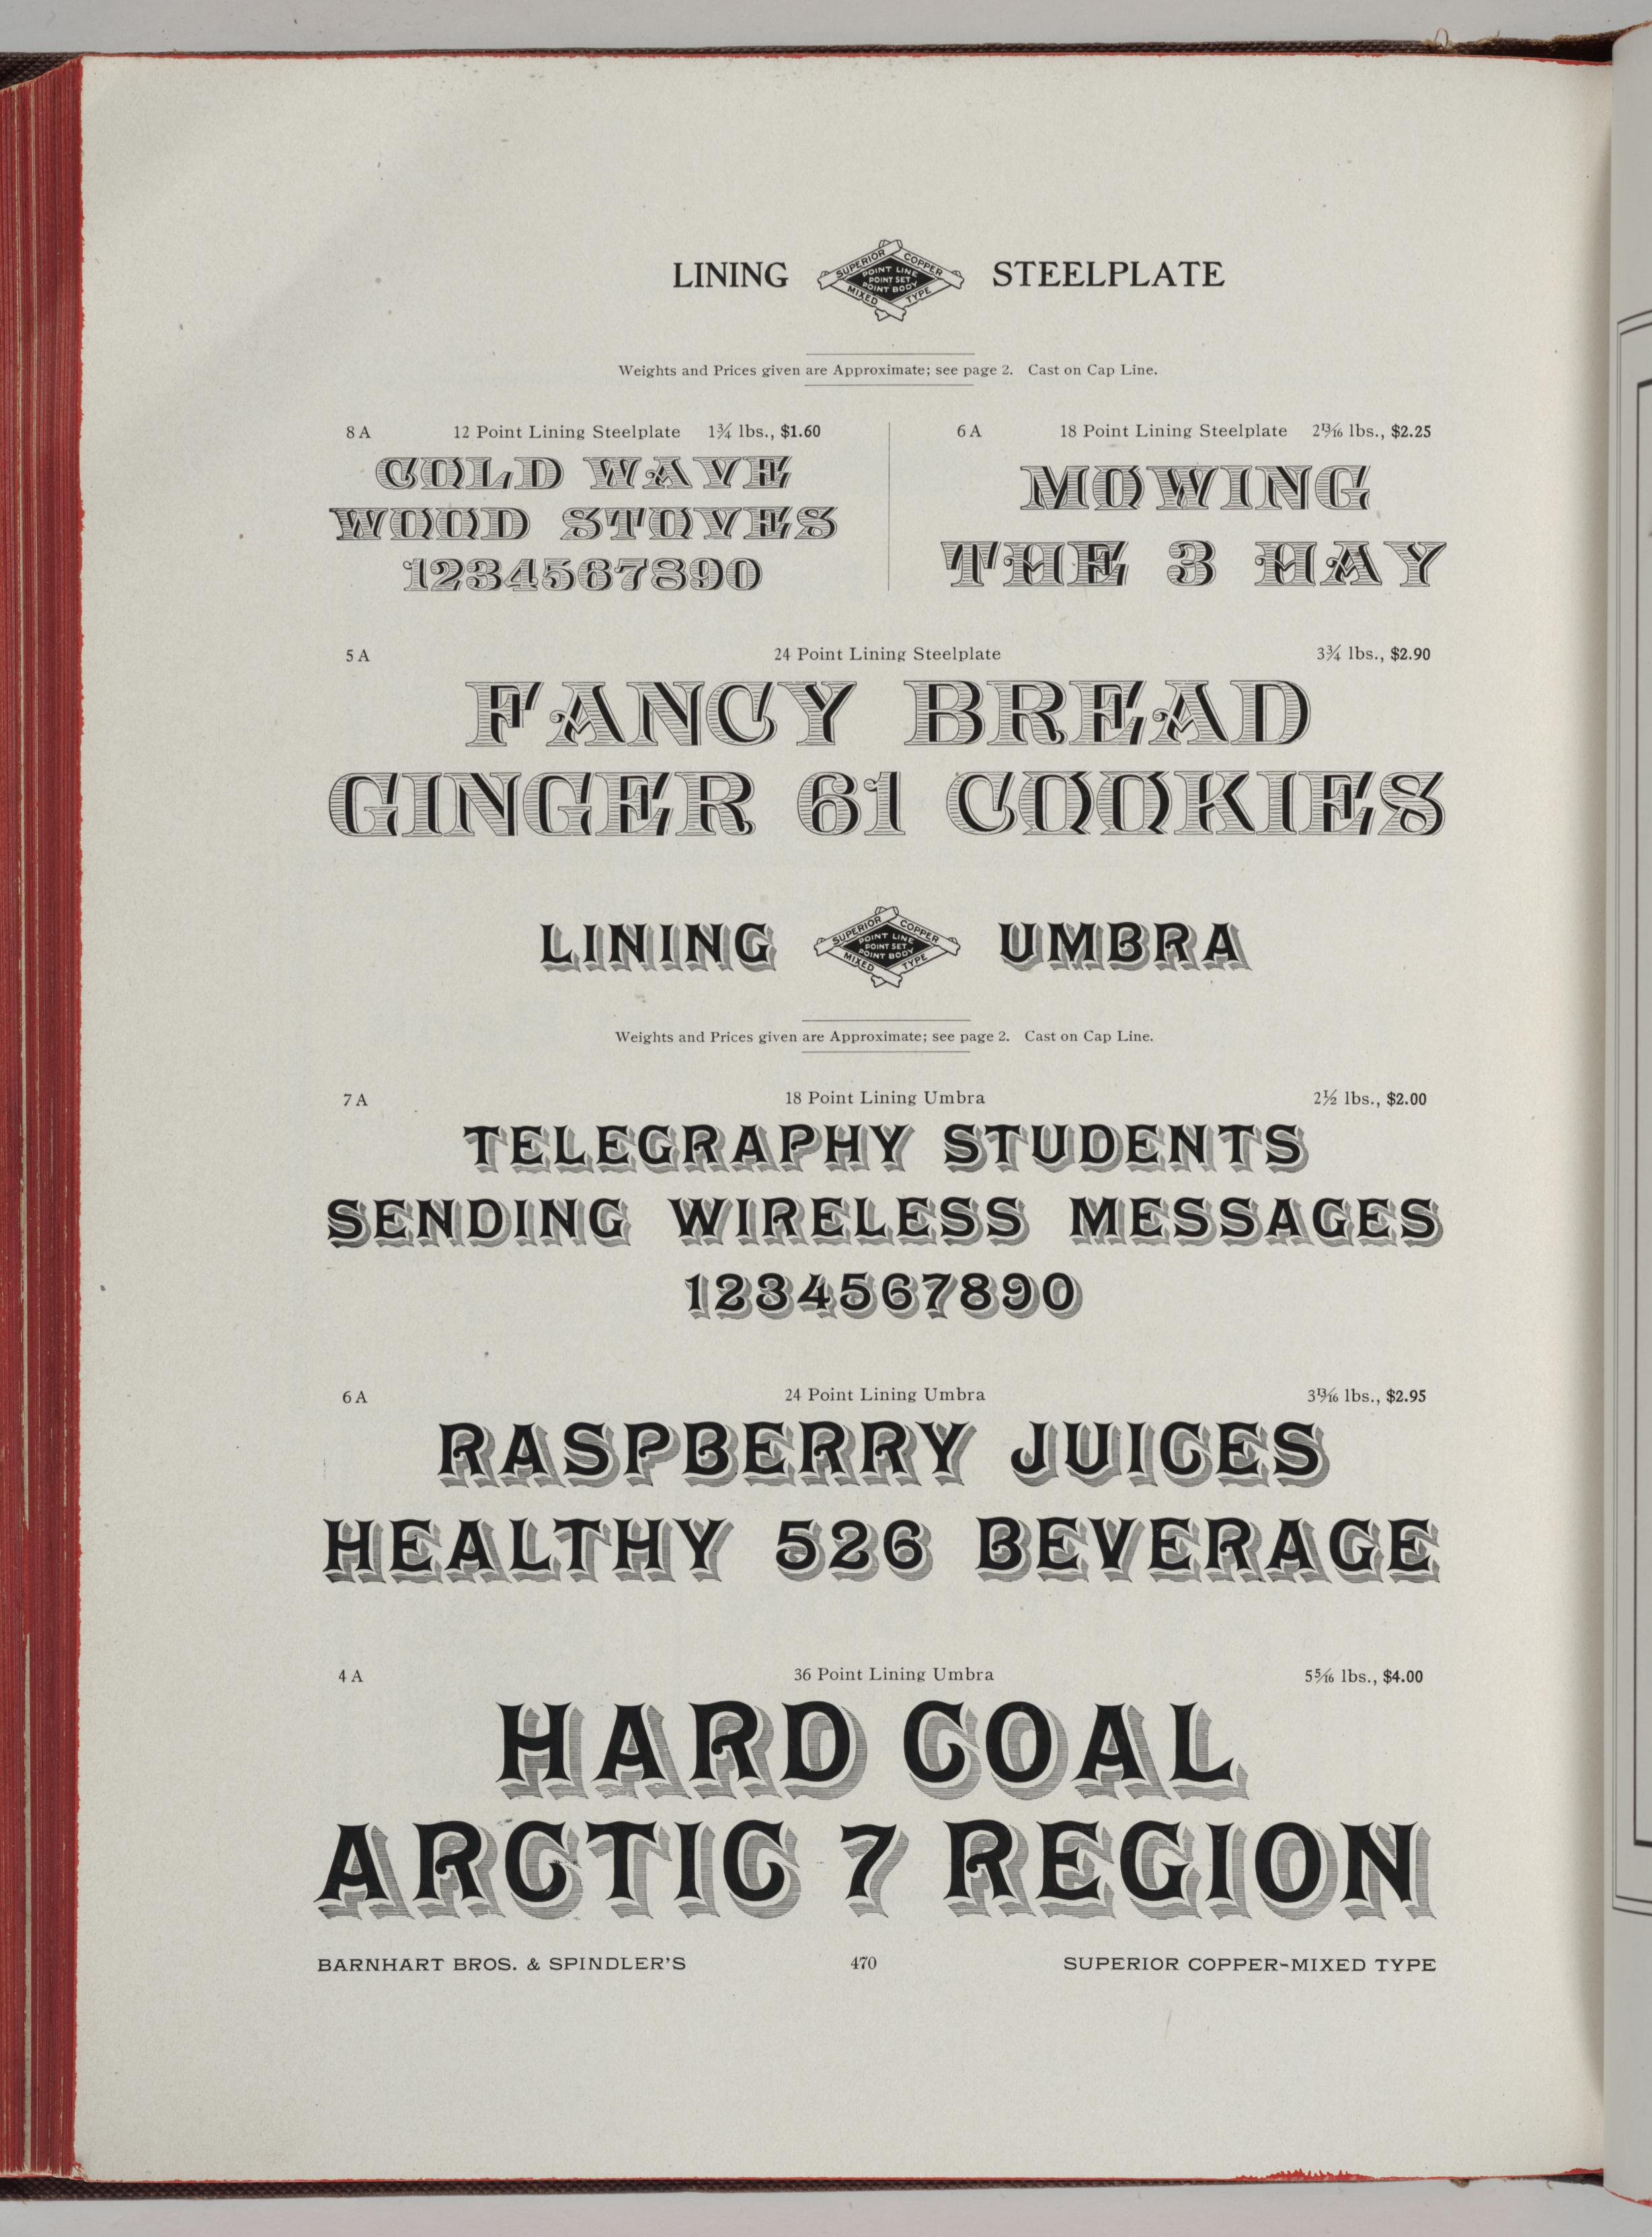 LINING SUPERIOR COPPER MIXED TYPE POINT LINE POINT SET POINT BODY STEELPLATE
Weights and Prices given are Approximate; see page 2. Cast on Cap Line.
8 A 12 Point Lining Steelplate 1¾ lbs., $1.60
COLD WAVE
WOOD STOVES
1234567890
6 A 18 Point Lining Steelplate 2 13/16 lbs., $2.25
MOWING
THE 3 HAY
5 A 24 Point Lining Steelplate 3¾ lbs., $2.90
FANCY BREAD
GINGER 61 COOKIES
LINING SUPERIOR COPPER MIXED TYPE POINT LINE POINT SET POINT BODY UMBRA
Weights and Prices given are Approximate; see page 2. Cast on Cap Line.
7 A 18 Point Lining Umbra 2½ lbs., $2.00
TELEGRAPHY STUDENTS
SENDING WIRELESS MESSAGES
1234567890
6 A 24 Point Lining Umbra 3 13/16 lbs., $2.95
RASPBERRY JUICES
HEALTHY 526 BEVERAGE
4 A 36 Point Lining Umbra 5 5/16 lbs., $4.00
HARD COAL
ARCTIC 7 REGION
BARNHART BROS. & SPINDLER'S 470 SUPERIOR COPPER-MIXED TYPE